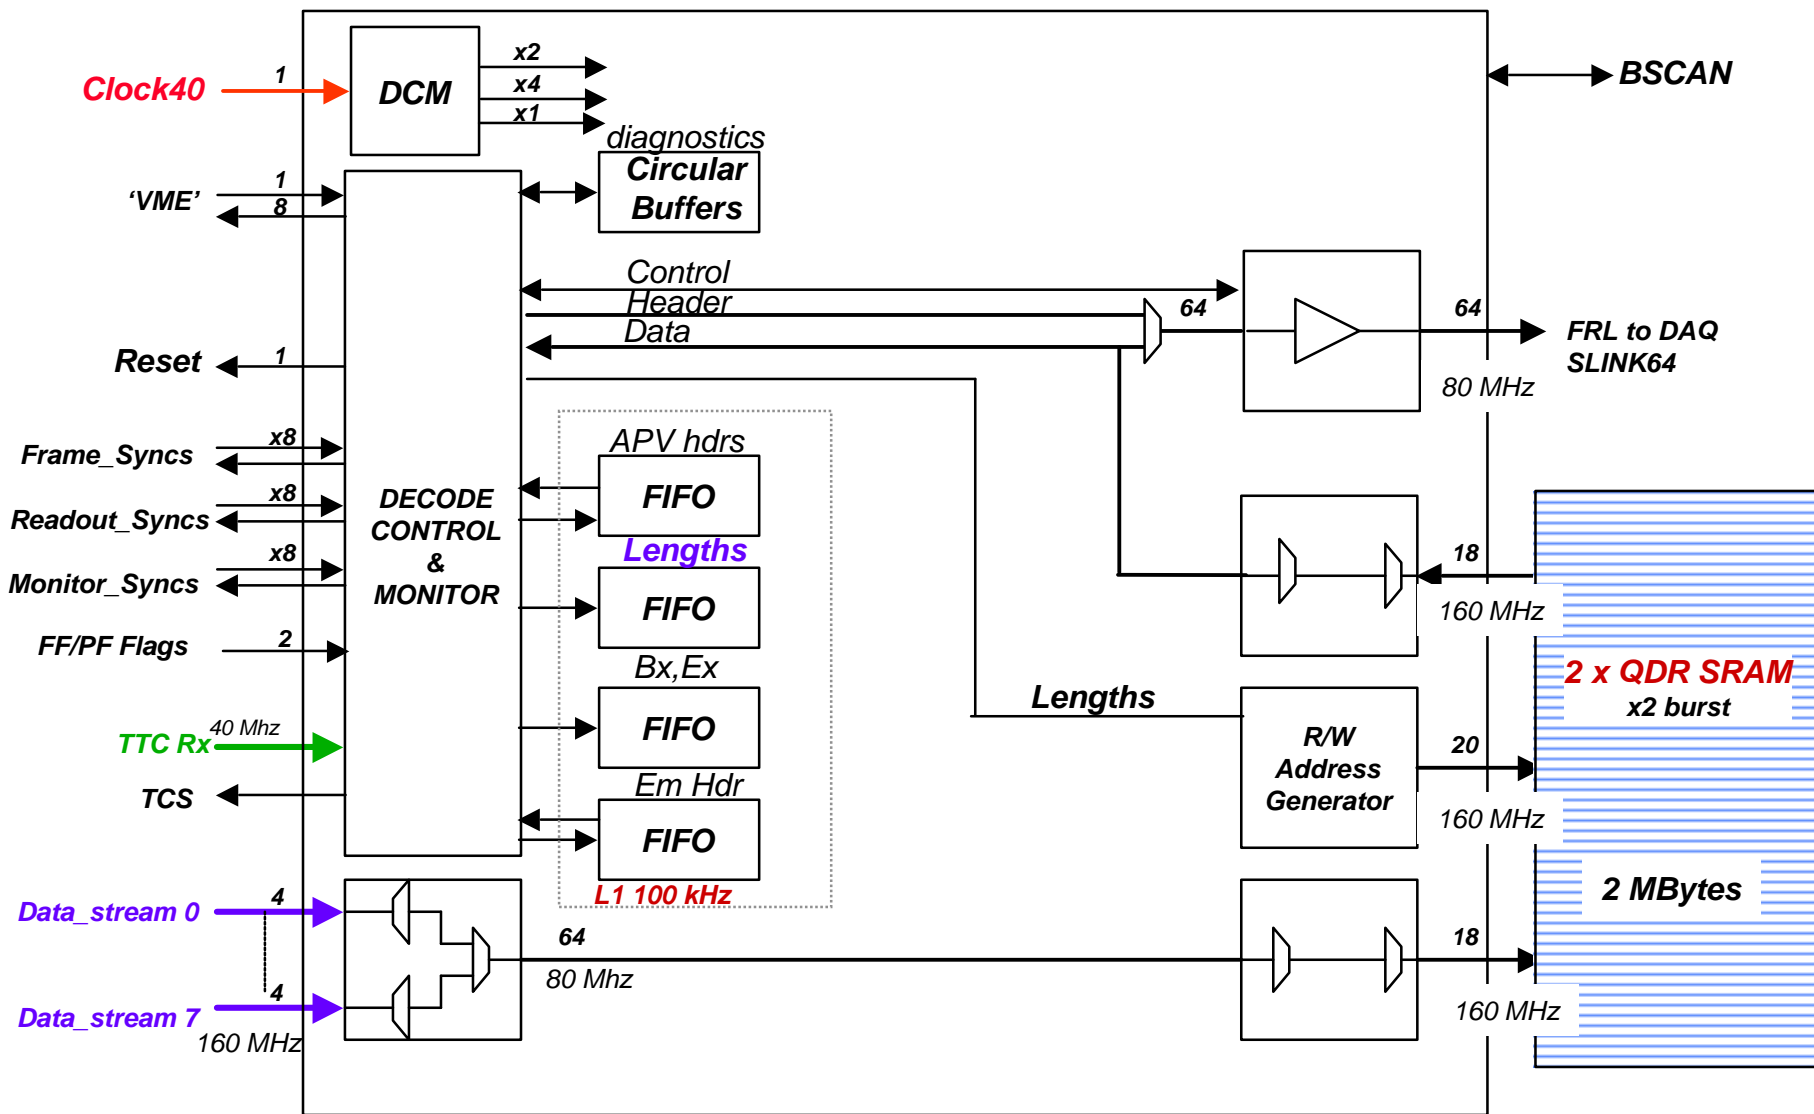 Clock40
1
DCM
x2
x4
x1
BSCAN
diagnostics
Circular
Buffers
'VME'
1
8
Control
Header
Data
64
64
FRL to DAQ
SLINK64
80 MHz
Reset
1
Frame_Syncs
x8
Readout_Syncs
x8
Monitor_Syncs
x8
FF/PF Flags
2
TTC Rx
40 Mhz
TCS
DECODE
CONTROL
&
MONITOR
APV hdrs
FIFO
Lengths
FIFO
Bx,Ex
FIFO
Em Hdr
FIFO
L1 100 kHz
18
160 MHz
Lengths
R/W
Address
Generator
20
160 MHz
2 x QDR SRAM
x2 burst
2 MBytes
Data_stream 0
4
4
Data_stream 7
160 MHz
64
80 Mhz
18
160 MHz